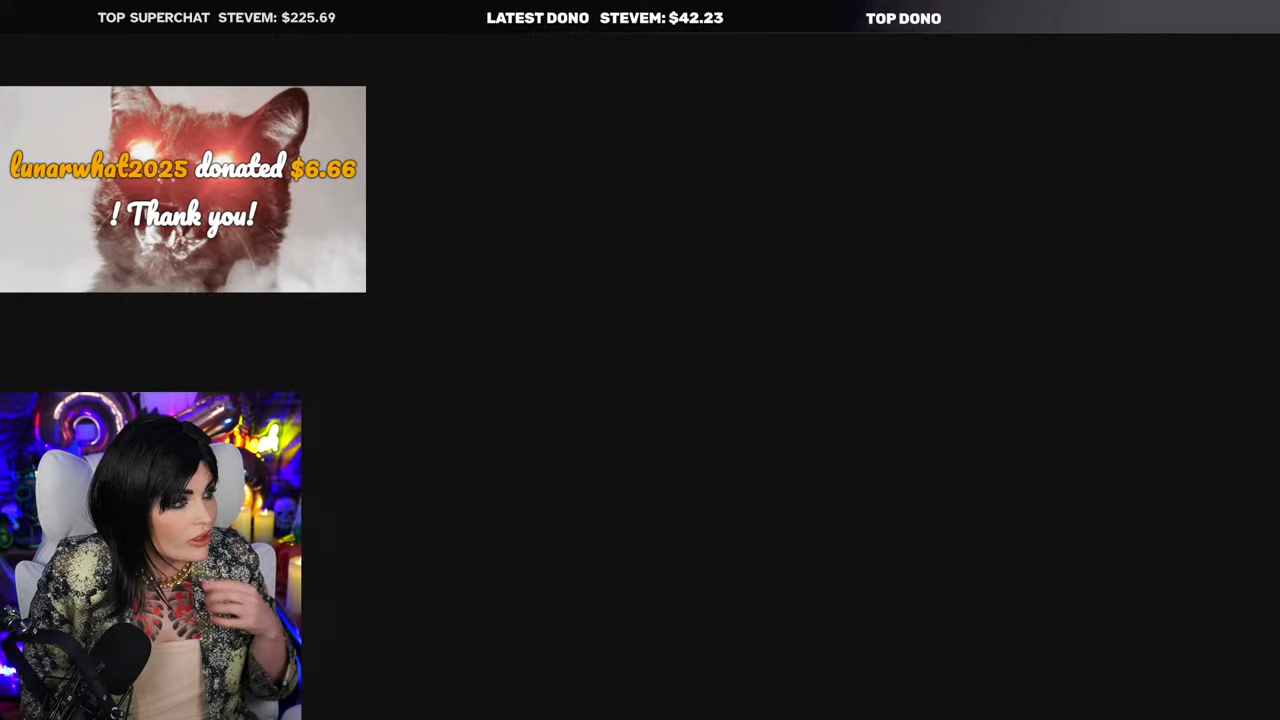 TOP SUPERCHAT STEVEM: $225.69
LATEST DONO STEVEM: $42.23
TOP DONO
lunarwhat2025 donated $6.66
! Thank you!